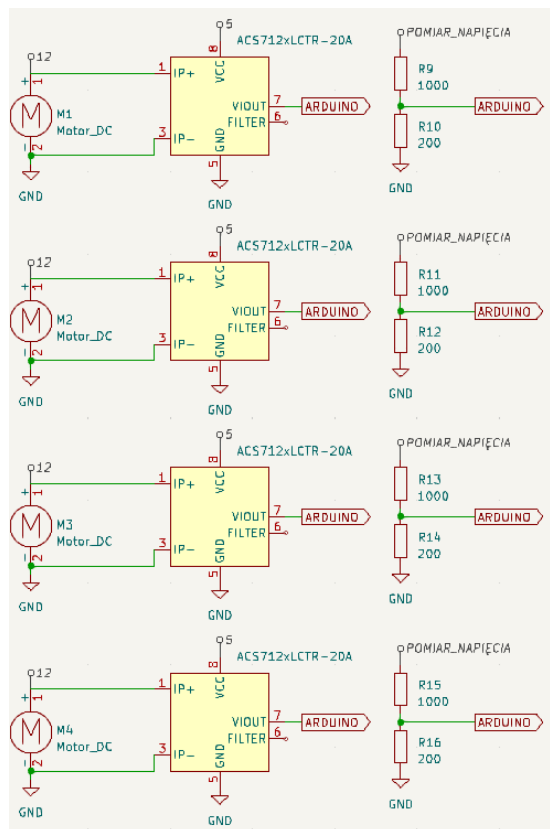 5
ACS712xLCTR-20A
POMIAR_NAPIĘCIA
12
8
VCC
+
1
1
IP+
R9
1000
M
M1
Motor_DC
VIOUT
7
ARDUINO
ARDUINO
FILTER
6
R10
200
3
IP-
GND
-
2
5
GND
GND
GND
5
ACS712xLCTR-20A
POMIAR_NAPIĘCIA
12
8
VCC
+
1
1
IP+
R11
1000
M
M2
Motor_DC
VIOUT
7
ARDUINO
ARDUINO
FILTER
6
R12
200
3
IP-
GND
-
2
5
GND
GND
GND
5
ACS712xLCTR-20A
POMIAR_NAPIĘCIA
12
8
VCC
+
1
1
IP+
R13
1000
M
M3
Motor_DC
VIOUT
7
ARDUINO
ARDUINO
FILTER
6
R14
200
3
IP-
GND
-
2
5
GND
GND
GND
5
ACS712xLCTR-20A
POMIAR_NAPIĘCIA
12
8
VCC
+
1
1
IP+
R15
1000
M
M4
Motor_DC
VIOUT
7
ARDUINO
ARDUINO
FILTER
6
R16
200
3
IP-
GND
-
2
5
GND
GND
GND